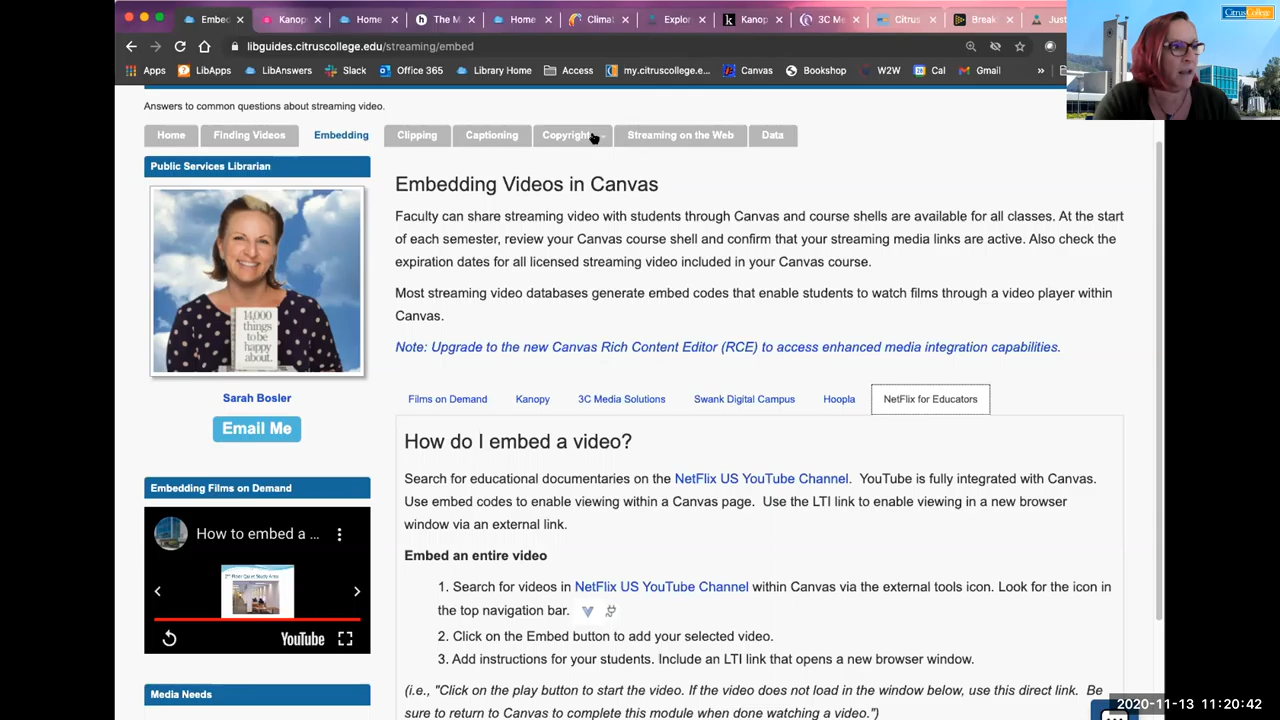 Embed
Kanop
Home
The M
Home
Climat
Explor
Kanop
3C Me
Citrus
Break
Just
CitrusCollege
libguides.citruscollege.edu/streaming/embed
Apps
LibApps
LibAnswers
Slack
Office 365
Library Home
Access
my.citruscollege.e...
Canvas
Bookshop
W2W
Cal
Gmail
»
Answers to common questions about streaming video.
Home
Finding Videos
Embedding
Clipping
Captioning
Copyright
Streaming on the Web
Data
Public Services Librarian
14,000
things
to be
happy
about.
Sarah Bosler
Email Me
Embedding Films on Demand
How to embed a ...
2nd Floor Quiet Study Area
YouTube
Media Needs
Embedding Videos in Canvas
Faculty can share streaming video with students through Canvas and course shells are available for all classes. At the start
of each semester, review your Canvas course shell and confirm that your streaming media links are active. Also check the
expiration dates for all licensed streaming video included in your Canvas course.
Most streaming video databases generate embed codes that enable students to watch films through a video player within
Canvas.
Note: Upgrade to the new Canvas Rich Content Editor (RCE) to access enhanced media integration capabilities.
Films on Demand
Kanopy
3C Media Solutions
Swank Digital Campus
Hoopla
NetFlix for Educators
How do I embed a video?
Search for educational documentaries on the NetFlix US YouTube Channel. YouTube is fully integrated with Canvas.
Use embed codes to enable viewing within a Canvas page. Use the LTI link to enable viewing in a new browser
window via an external link.
Embed an entire video
1. Search for videos in NetFlix US YouTube Channel within Canvas via the external tools icon. Look for the icon in
the top navigation bar.
2. Click on the Embed button to add your selected video.
3. Add instructions for your students. Include an LTI link that opens a new browser window.
(i.e., "Click on the play button to start the video. If the video does not load in the window below, use this direct link. Be
sure to return to Canvas to complete this module when done watching a video.")
2020-11-13 11:20:42